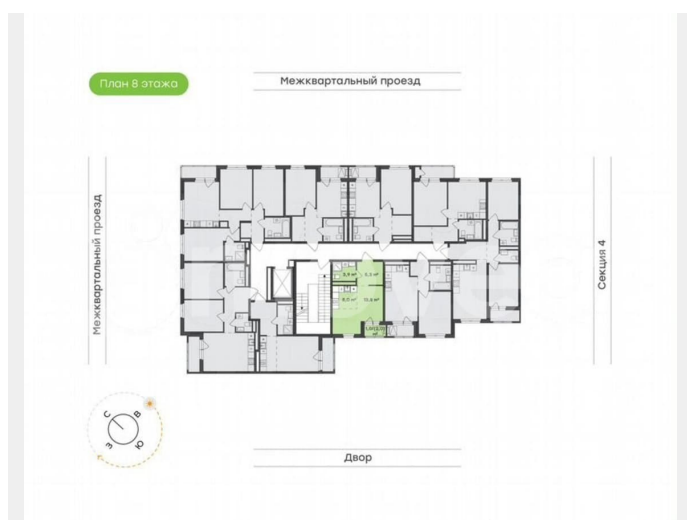 Межквартальный проезд
План 8 этажа
Межквартальный проезд
Секция 4
С
В
З
Ю
Двор